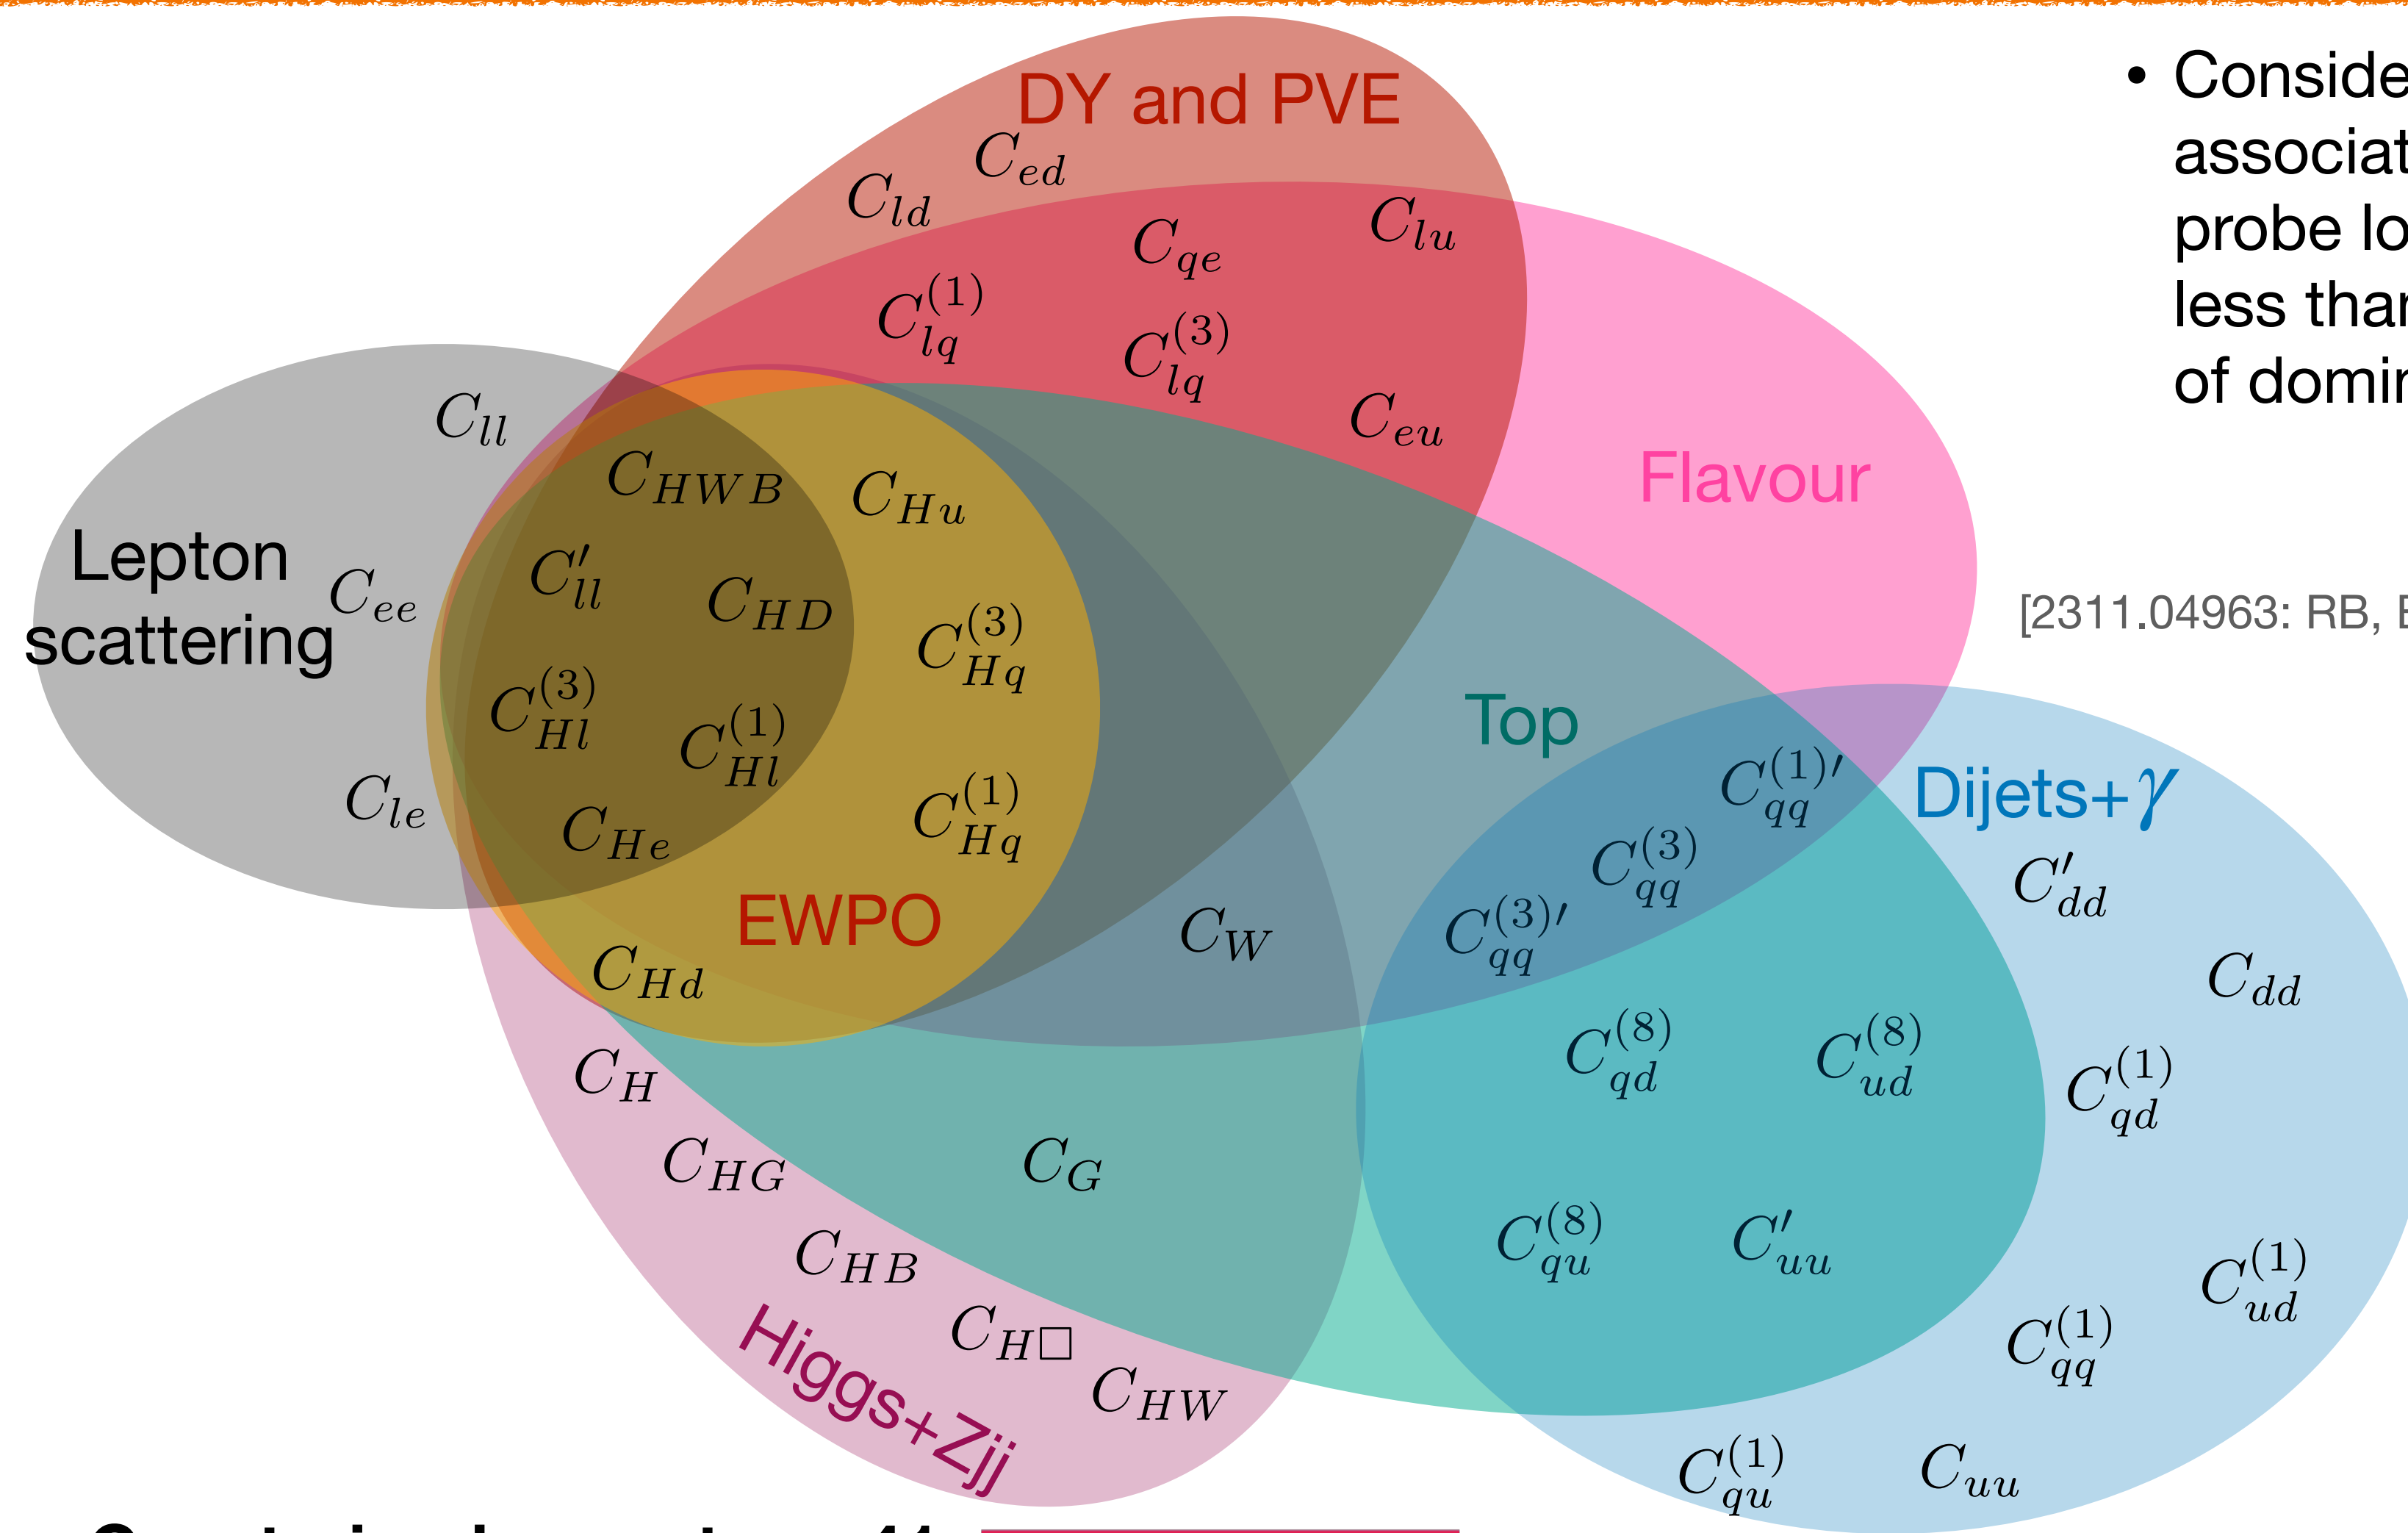 DY and PVE
C_{ed}
C_{ld}
C_{qe}
C_{lu}
C_{lq}^{(1)}
C_{lq}^{(3)}
C_{eu}
Flavour
Lepton
scattering
C_{ll}
C_{ee}
C_{le}
C_{HWB}
C'_{ll}
C_{HD}
C_{Hl}^{(3)}
C_{Hl}^{(1)}
C_{He}
C_{Hu}
C_{Hq}^{(3)}
C_{Hq}^{(1)}
EWPO
C_{Hd}
C_W
Top
C_{qq}^{(1)′}
C_{qq}^{(3)}
C_{qq}^{(3)′}
Dijets+γ
C'_{dd}
C_{dd}
C_{qd}^{(8)}
C_{ud}^{(8)}
C_{qd}^{(1)}
C_{qu}^{(8)}
C'_{uu}
C_{ud}^{(1)}
C_{qq}^{(1)}
C_{qu}^{(1)}
C_{uu}
C_H
C_{HG}
C_G
C_{HB}
C_{H□}
C_{HW}
Higgs+Zjj
• Conside
associat
probe lo
less than
of domin
[2311.04963: RB,